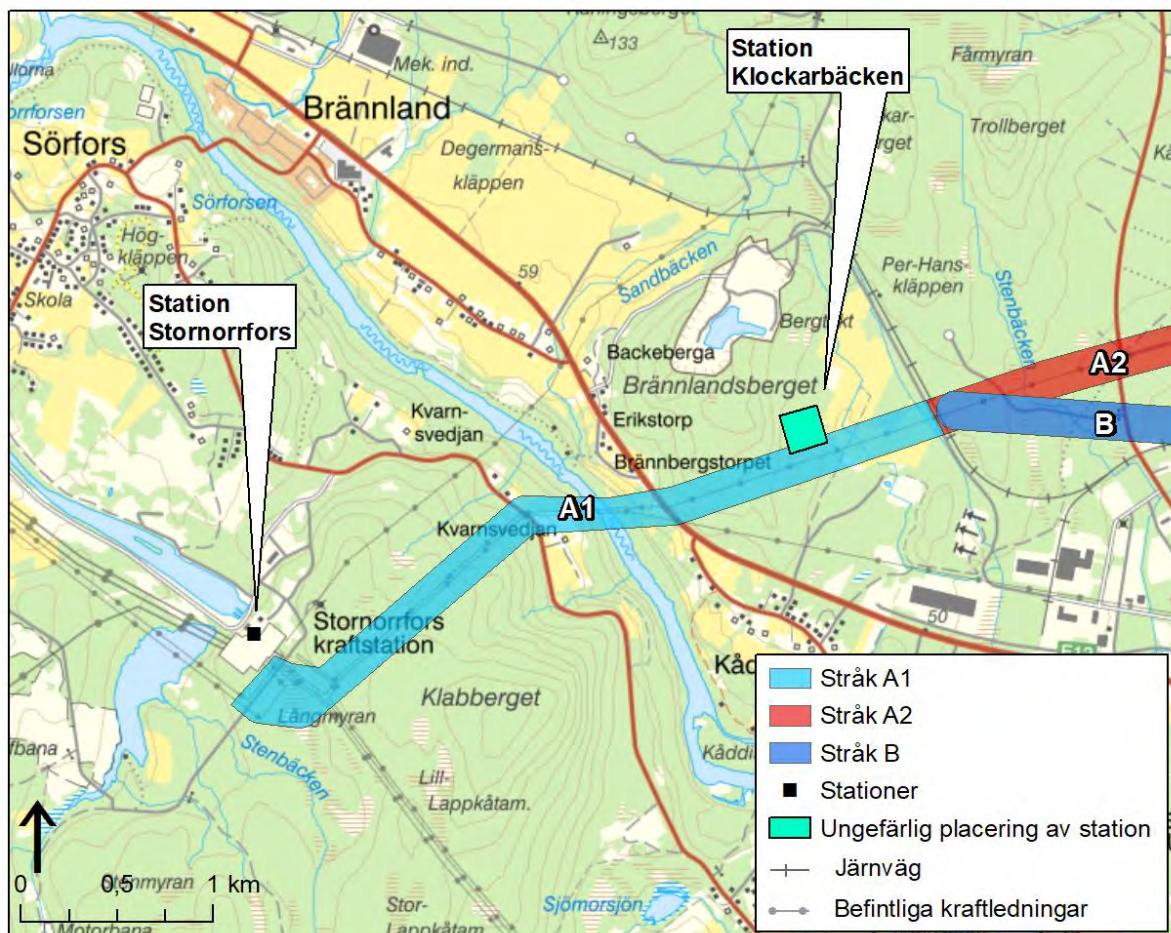 133
Fårmyran
Station
Klockarbäcken
Mek. ind.
Trollberget
Brännland
Sörfors
Degermans-
kläppen
Sörforsen
Hög-
kläppen
59
Sandbäcken
Per-Hans-
kläppen
Stenbäcken
Skola
Station
Stornorrfors
Backeberga
Brännlandsberget
A2
Kvarn-
svedjan
Erikstorp
B
Brännbergstorpet
A1
Kvarnsvedjan
Stornorrfors
kraftstation
50
E12
Klabberget
Långmyran
Stenbäcken
Lill-
Lappkåtam.
Stor-
Lappkåtam.
Sjömorsjön
Motorbana
0 0,5 1 km
Stråk A1
Stråk A2
Stråk B
Stationer
Ungefärlig placering av station
Järnväg
Befintliga kraftledningar